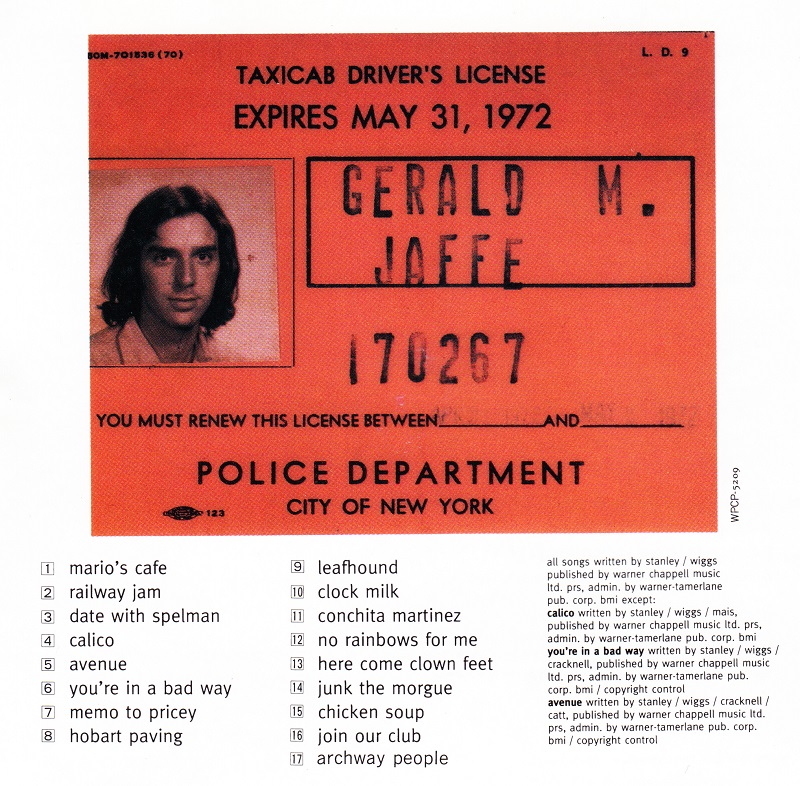 BOM-701836 (70)
L. D. 9
TAXICAB DRIVER'S LICENSE
EXPIRES MAY 31, 1972
GERALD M.
JAFFE
170267
YOU MUST RENEW THIS LICENSE BETWEEN AND
POLICE DEPARTMENT
CITY OF NEW YORK
123
WPCP-5209
1 mario's cafe
2 railway jam
3 date with spelman
4 calico
5 avenue
6 you're in a bad way
7 memo to pricey
8 hobart paving
9 leafhound
10 clock milk
11 conchita martinez
12 no rainbows for me
13 here come clown feet
14 junk the morgue
15 chicken soup
16 join our club
17 archway people
all songs written by stanley / wiggs
published by warner chappell music
ltd. prs, admin. by warner-tamerlane
pub. corp. bmi except:
calico written by stanley / wiggs / mais,
published by warner chappell music ltd. prs,
admin. by warner-tamerlane pub. corp. bmi
you're in a bad way written by stanley / wiggs /
cracknell, published by warner chappell music
ltd. prs, admin. by warner-tamerlane pub.
corp. bmi / copyright control
avenue written by stanley / wiggs / cracknell /
catt, published by warner chappell music ltd.
prs, admin. by warner-tamerlane pub. corp.
bmi / copyright control